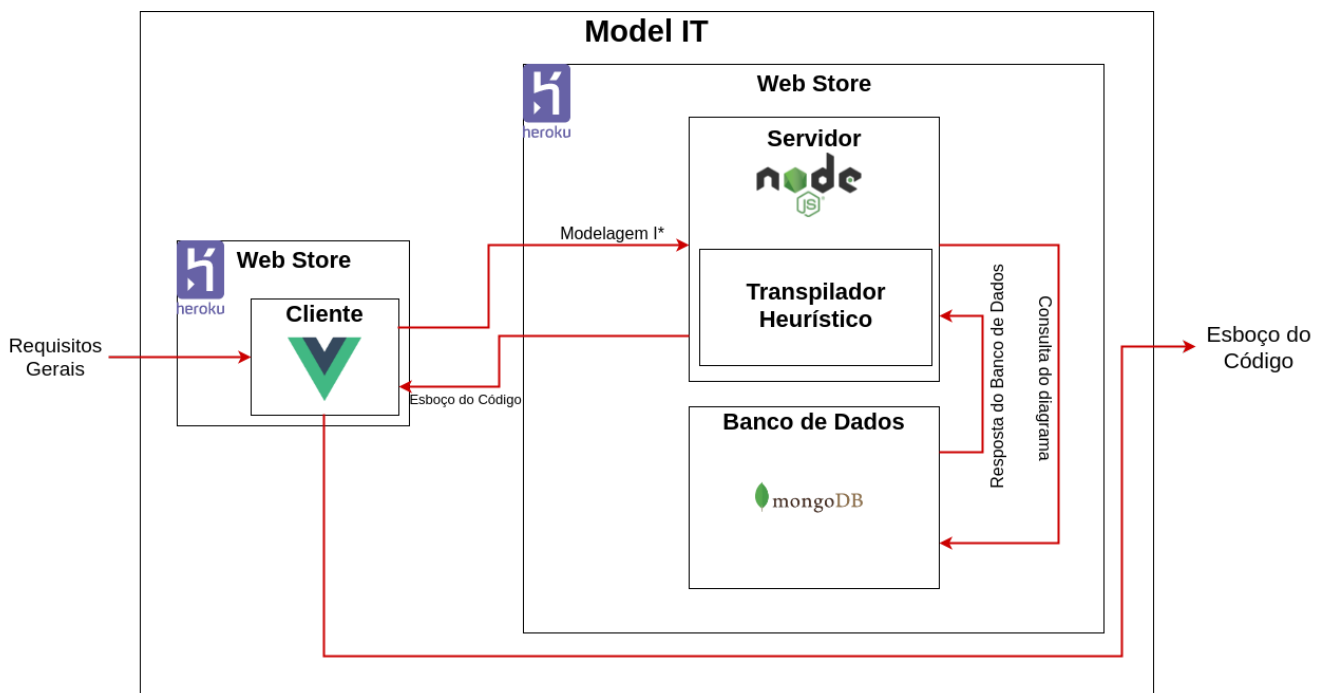 Model IT
Web Store
heroku
Servidor
node
JS
Modelagem I*
Transpilador
Heurístico
Web Store
heroku
Cliente
Requisitos
Gerais
Esboço do Código
Banco de Dados
mongoDB
Resposta do Banco de Dados
Consulta do diagrama
Esboço do
Código